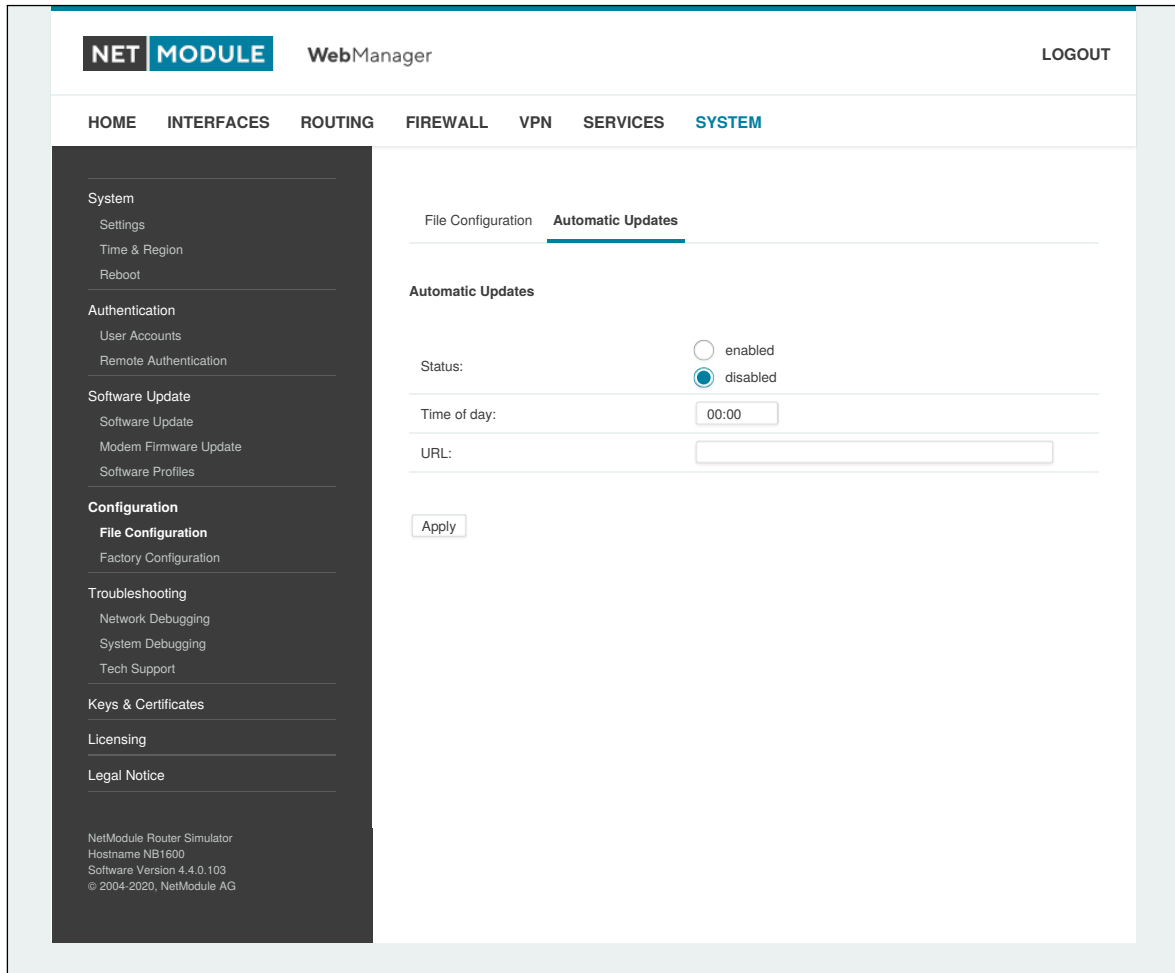 NET MODULE WebManager LOGOUT
HOME INTERFACES ROUTING FIREWALL VPN SERVICES SYSTEM
System
Settings
Time & Region
Reboot
Authentication
User Accounts
Remote Authentication
Software Update
Software Update
Modem Firmware Update
Software Profiles
Configuration
File Configuration
Factory Configuration
Troubleshooting
Network Debugging
System Debugging
Tech Support
Keys & Certificates
Licensing
Legal Notice
NetModule Router Simulator
Hostname NB1600
Software Version 4.4.0.103
© 2004-2020, NetModule AG
File Configuration Automatic Updates
Automatic Updates
Status: enabled
disabled
Time of day: 00:00
URL:
Apply